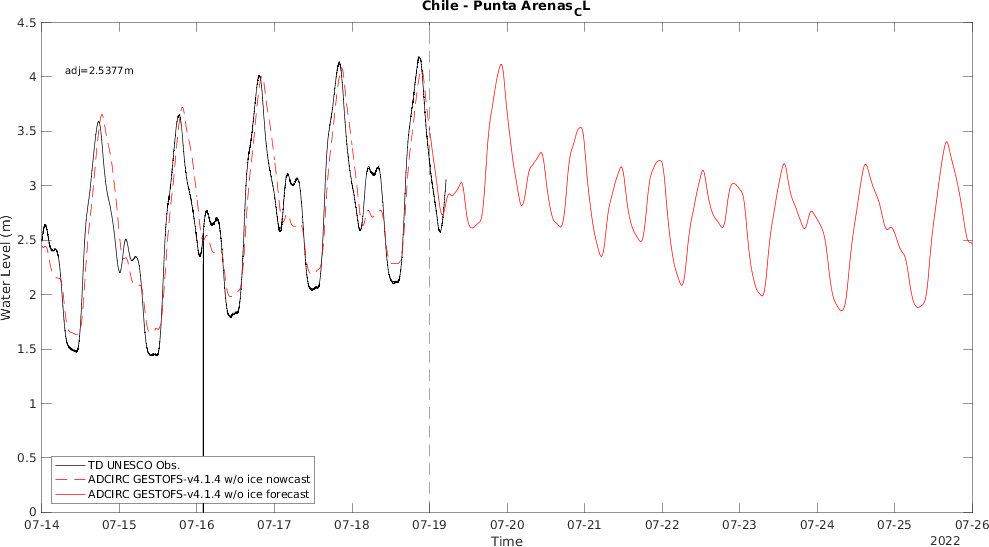 Chile - Punta Arenas_CL
4.5
4
3.5
3
2.5
2
1.5
1
0.5
0
Water Level (m)
adj=2.5377m
TD UNESCO Obs.
ADCIRC GESTOFS-v4.1.4 w/o ice nowcast
ADCIRC GESTOFS-v4.1.4 w/o ice forecast
07-14 07-15 07-16 07-17 07-18 07-19 07-20 07-21 07-22 07-23 07-24 07-25 07-26
Time
2022